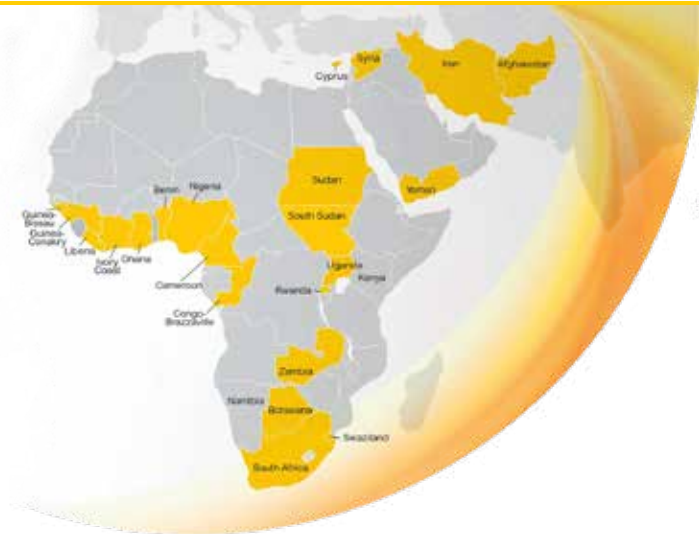 Syria
Iran
Afghanistan
Cyprus
Yemen
Sudan
South Sudan
Benin
Nigeria
Guinea-
Bissau
Guinea-
Conakry
Liberia
Ivory
Coast
Ghana
Cameroon
Congo-
Brazzaville
Uganda
Kenya
Rwanda
Zambia
Namibia
Botswana
Swaziland
South Africa